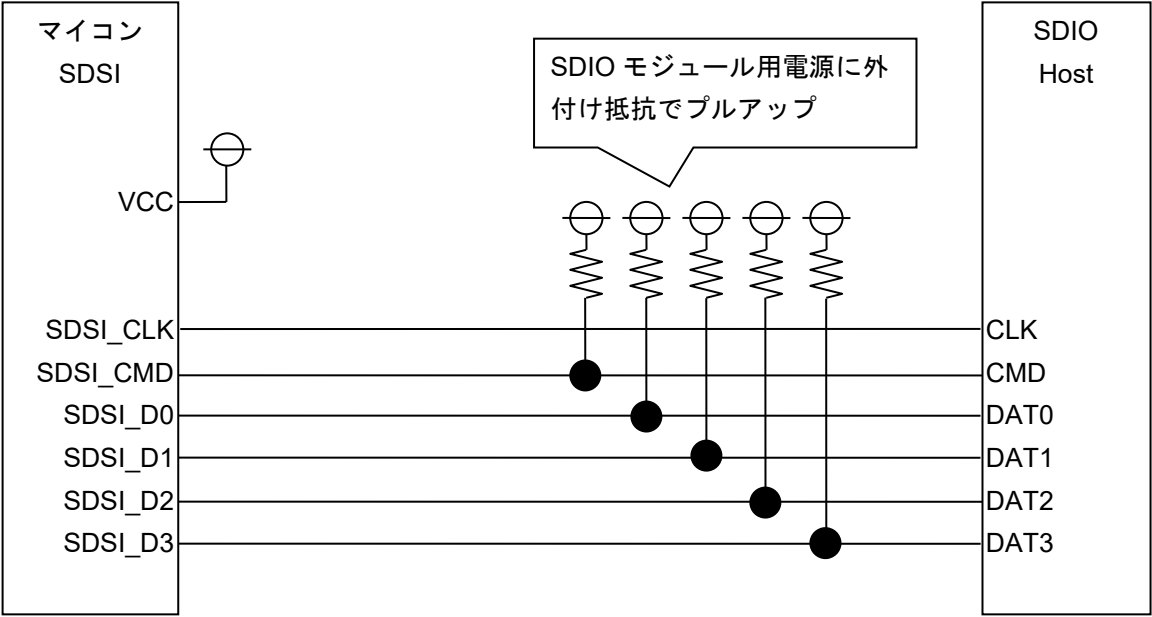 マイコン
SDSI
SDIO
Host
SDIO モジュール用電源に外
付け抵抗でプルアップ
VCC
SDSI_CLK
CLK
SDSI_CMD
CMD
SDSI_D0
DAT0
SDSI_D1
DAT1
SDSI_D2
DAT2
SDSI_D3
DAT3